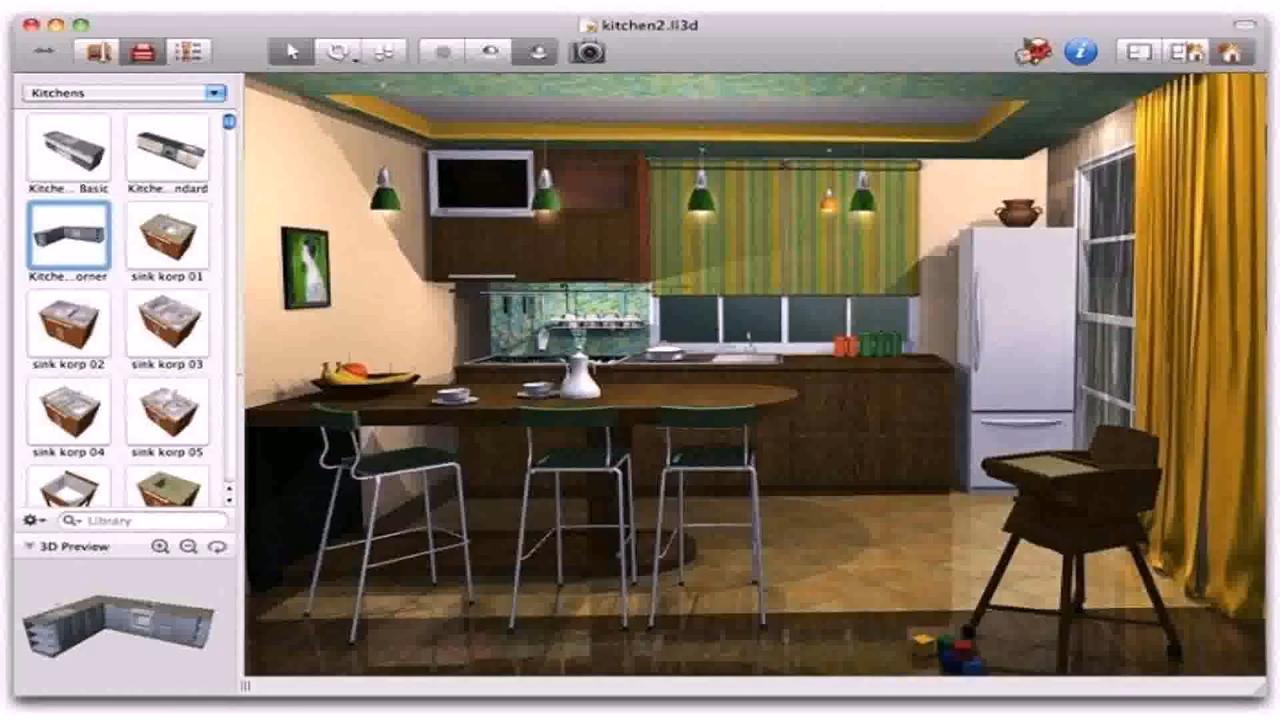 kitchen2.li3d
Kitchens
Kitche... Basic
Kitche...ndard
Kitche...orner
sink korp 01
sink korp 02
sink korp 03
sink korp 04
sink korp 05
Library
3D Preview